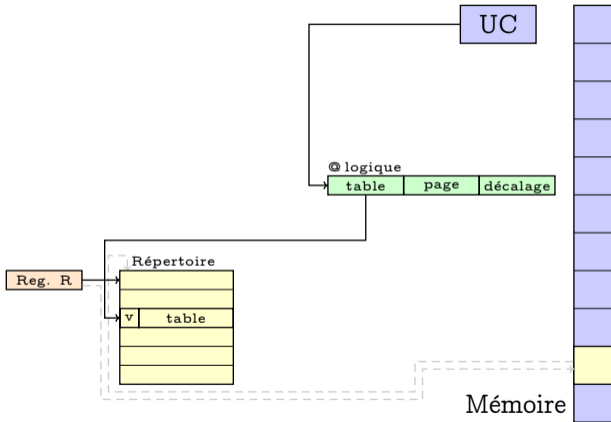 UC
@ logique
table page décalage
Répertoire
Reg. R
v table
Mémoire